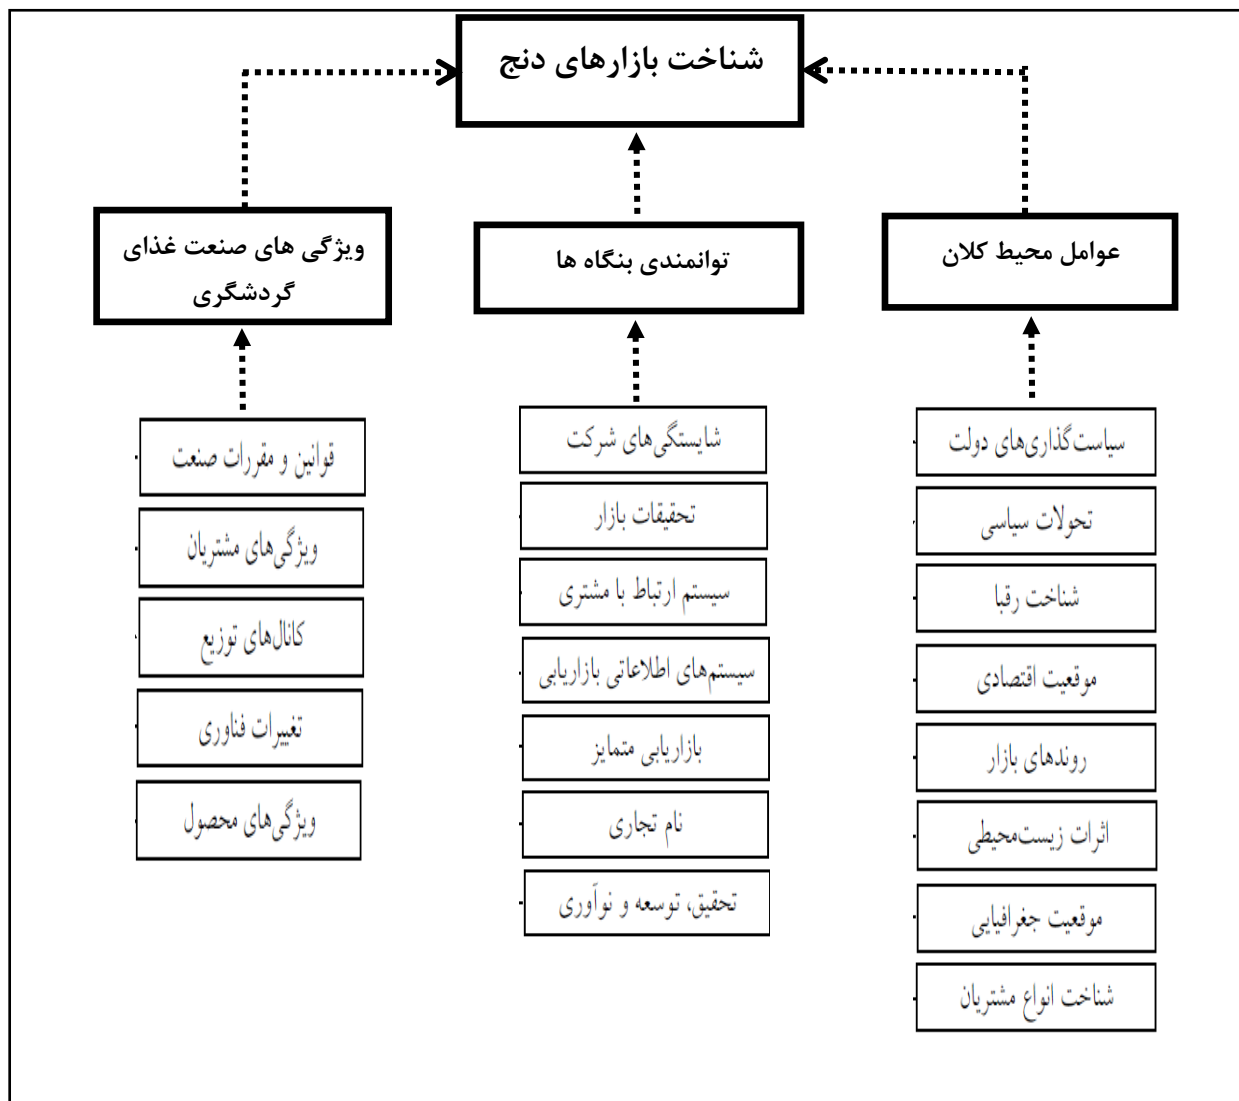 شناخت بازارهای دنج
عوامل محیط کلان
توانمندی بنگاه ها
ویژگی های صنعت غذای
گردشگری
سیاست‌گذاری‌های دولت
تحولات سیاسی
شناخت رقبا
موقعیت اقتصادی
روندهای بازار
اثرات زیست‌محیطی
موقعیت جغرافیایی
شناخت انواع مشتریان
شایستگی‌های شرکت
تحقیقات بازار
سیستم ارتباط با مشتری
سیستم‌های اطلاعاتی بازاریابی
بازاریابی متمایز
نام تجاری
تحقیق، توسعه و نوآوری
قوانین و مقررات صنعت
ویژگی‌های مشتریان
کانال‌های توزیع
تغییرات فناوری
ویژگی‌های محصول